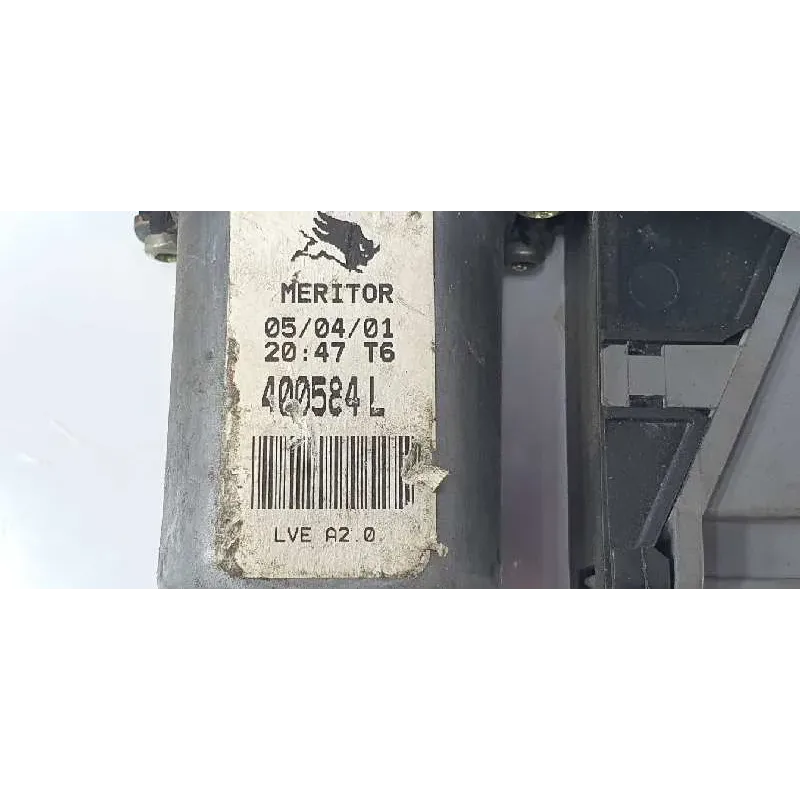 MERITOR
05/04/01
20:47 T6
400584L
LVE A2.0